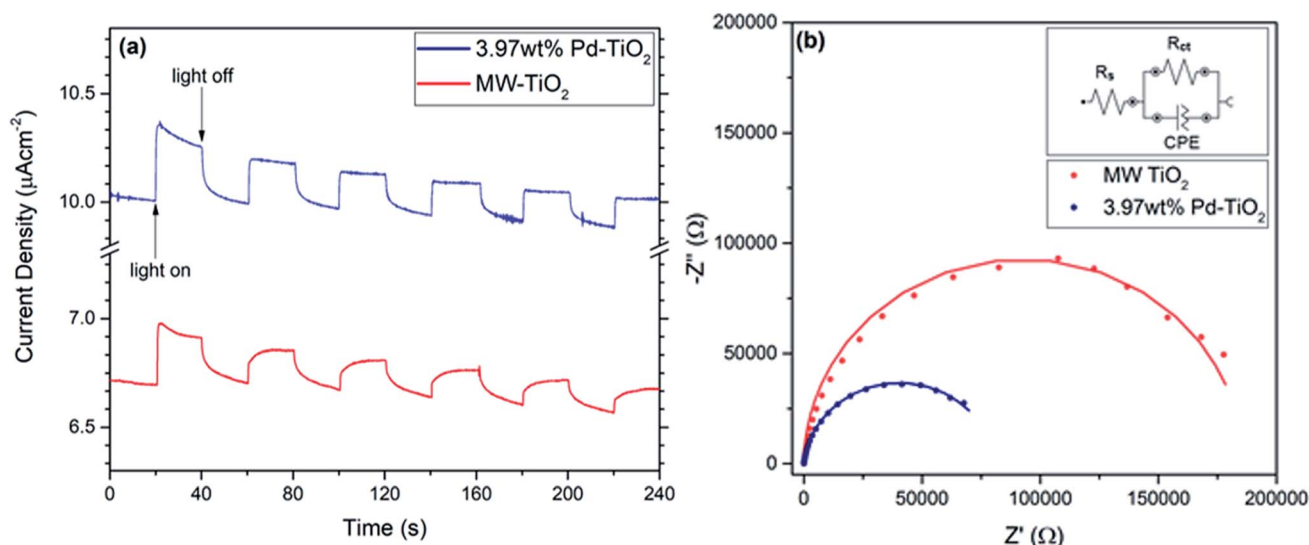 (a)
3.97wt% Pd-TiO₂
MW-TiO₂
light off
light on
10.5
10.0
7.0
6.5
Current Density (μAcm⁻²)
0 40 80 120 160 200 240
Time (s)
(b)
Rct
Rs
CPE
MW TiO₂
3.97wt% Pd-TiO₂
200000
150000
100000
50000
0
-Z'' (Ω)
0 50000 100000 150000 200000
Z' (Ω)